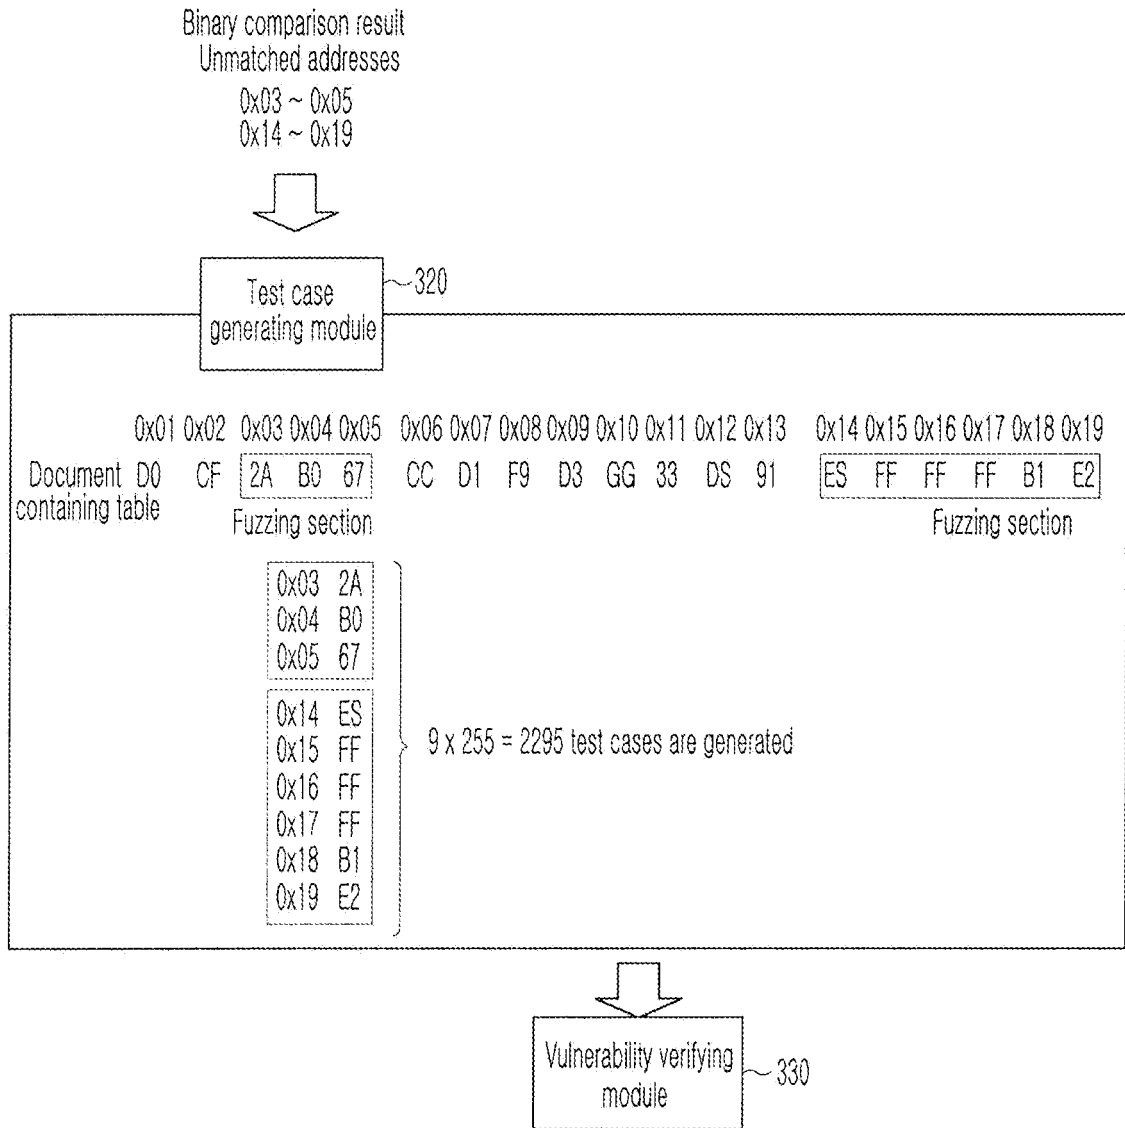 Binary comparison result
Unmatched addresses
0x03 ~ 0x05
0x14 ~ 0x19
Test case
generating module
320
0x01 0x02 0x03 0x04 0x05 0x06 0x07 0x08 0x09 0x10 0x11 0x12 0x13 0x14 0x15 0x16 0x17 0x18 0x19
Document D0 CF 2A B0 67 CC D1 F9 D3 GG 33 DS 91 ES FF FF FF B1 E2
containing table
Fuzzing section Fuzzing section
0x03 2A
0x04 B0
0x05 67
0x14 ES
0x15 FF
0x16 FF
0x17 FF
0x18 B1
0x19 E2
9 x 255 = 2295 test cases are generated
Vulnerability verifying
module
330